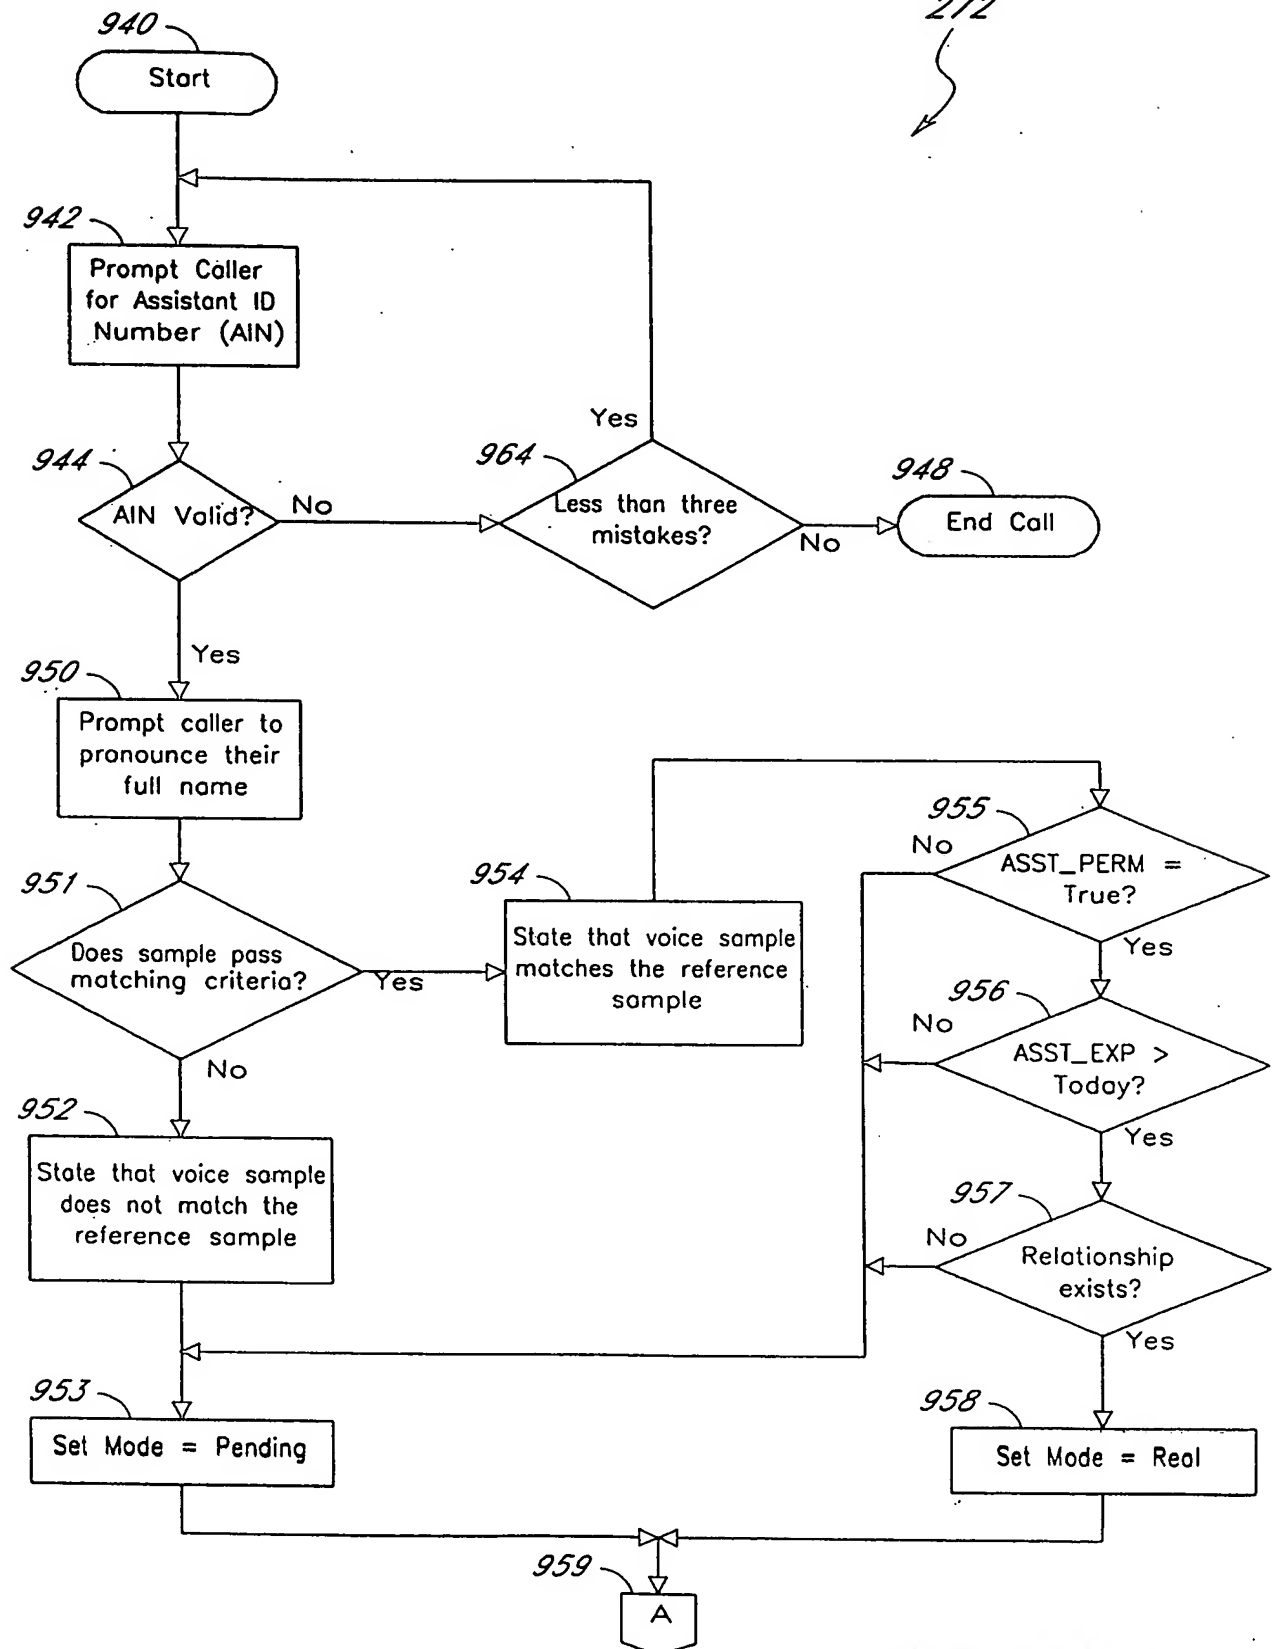 940
272
Start
942
Prompt Caller
for Assistant ID
Number (AIN)
Yes
944
964
948
AIN Valid?
No
Less than three
mistakes?
No
End Call
Yes
950
Prompt caller to
pronounce their
full name
955
No
ASST_PERM =
True?
Yes
951
Does sample pass
matching criteria?
Yes
954
State that voice sample
matches the reference
sample
956
No
ASST_EXP >
Today?
Yes
No
952
State that voice sample
does not match the
reference sample
957
No
Relationship
exists?
Yes
953
Set Mode = Pending
958
Set Mode = Real
959
A